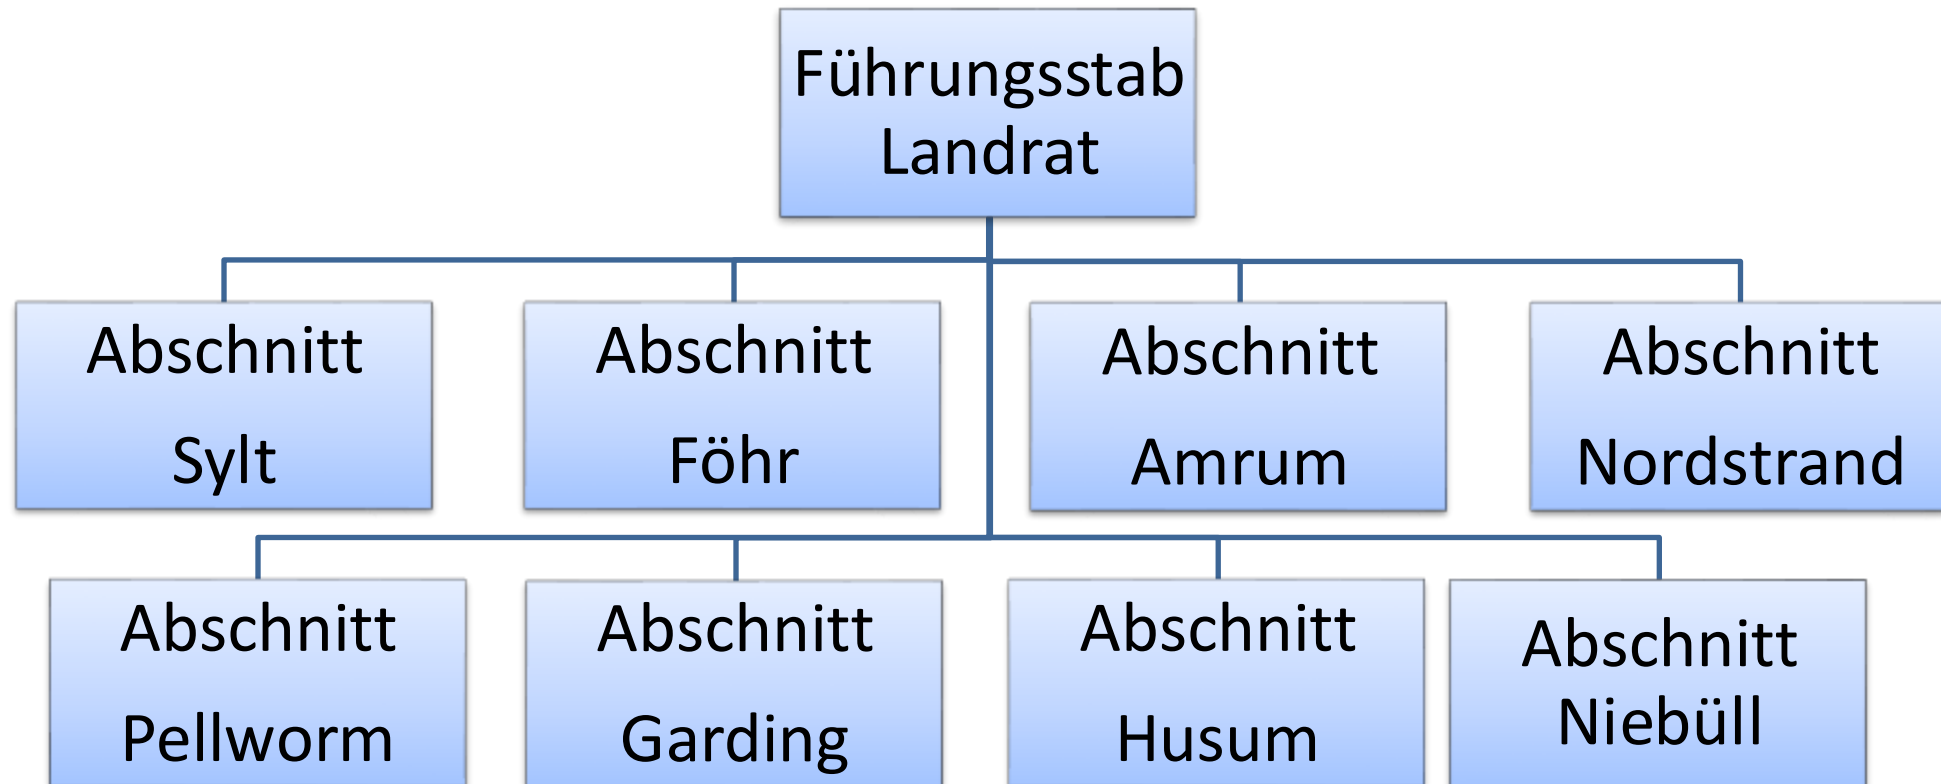 Führungsstab
Landrat
Abschnitt
Sylt
Abschnitt
Föhr
Abschnitt
Amrum
Abschnitt
Nordstrand
Abschnitt
Pellworm
Abschnitt
Garding
Abschnitt
Husum
Abschnitt
Niebüll